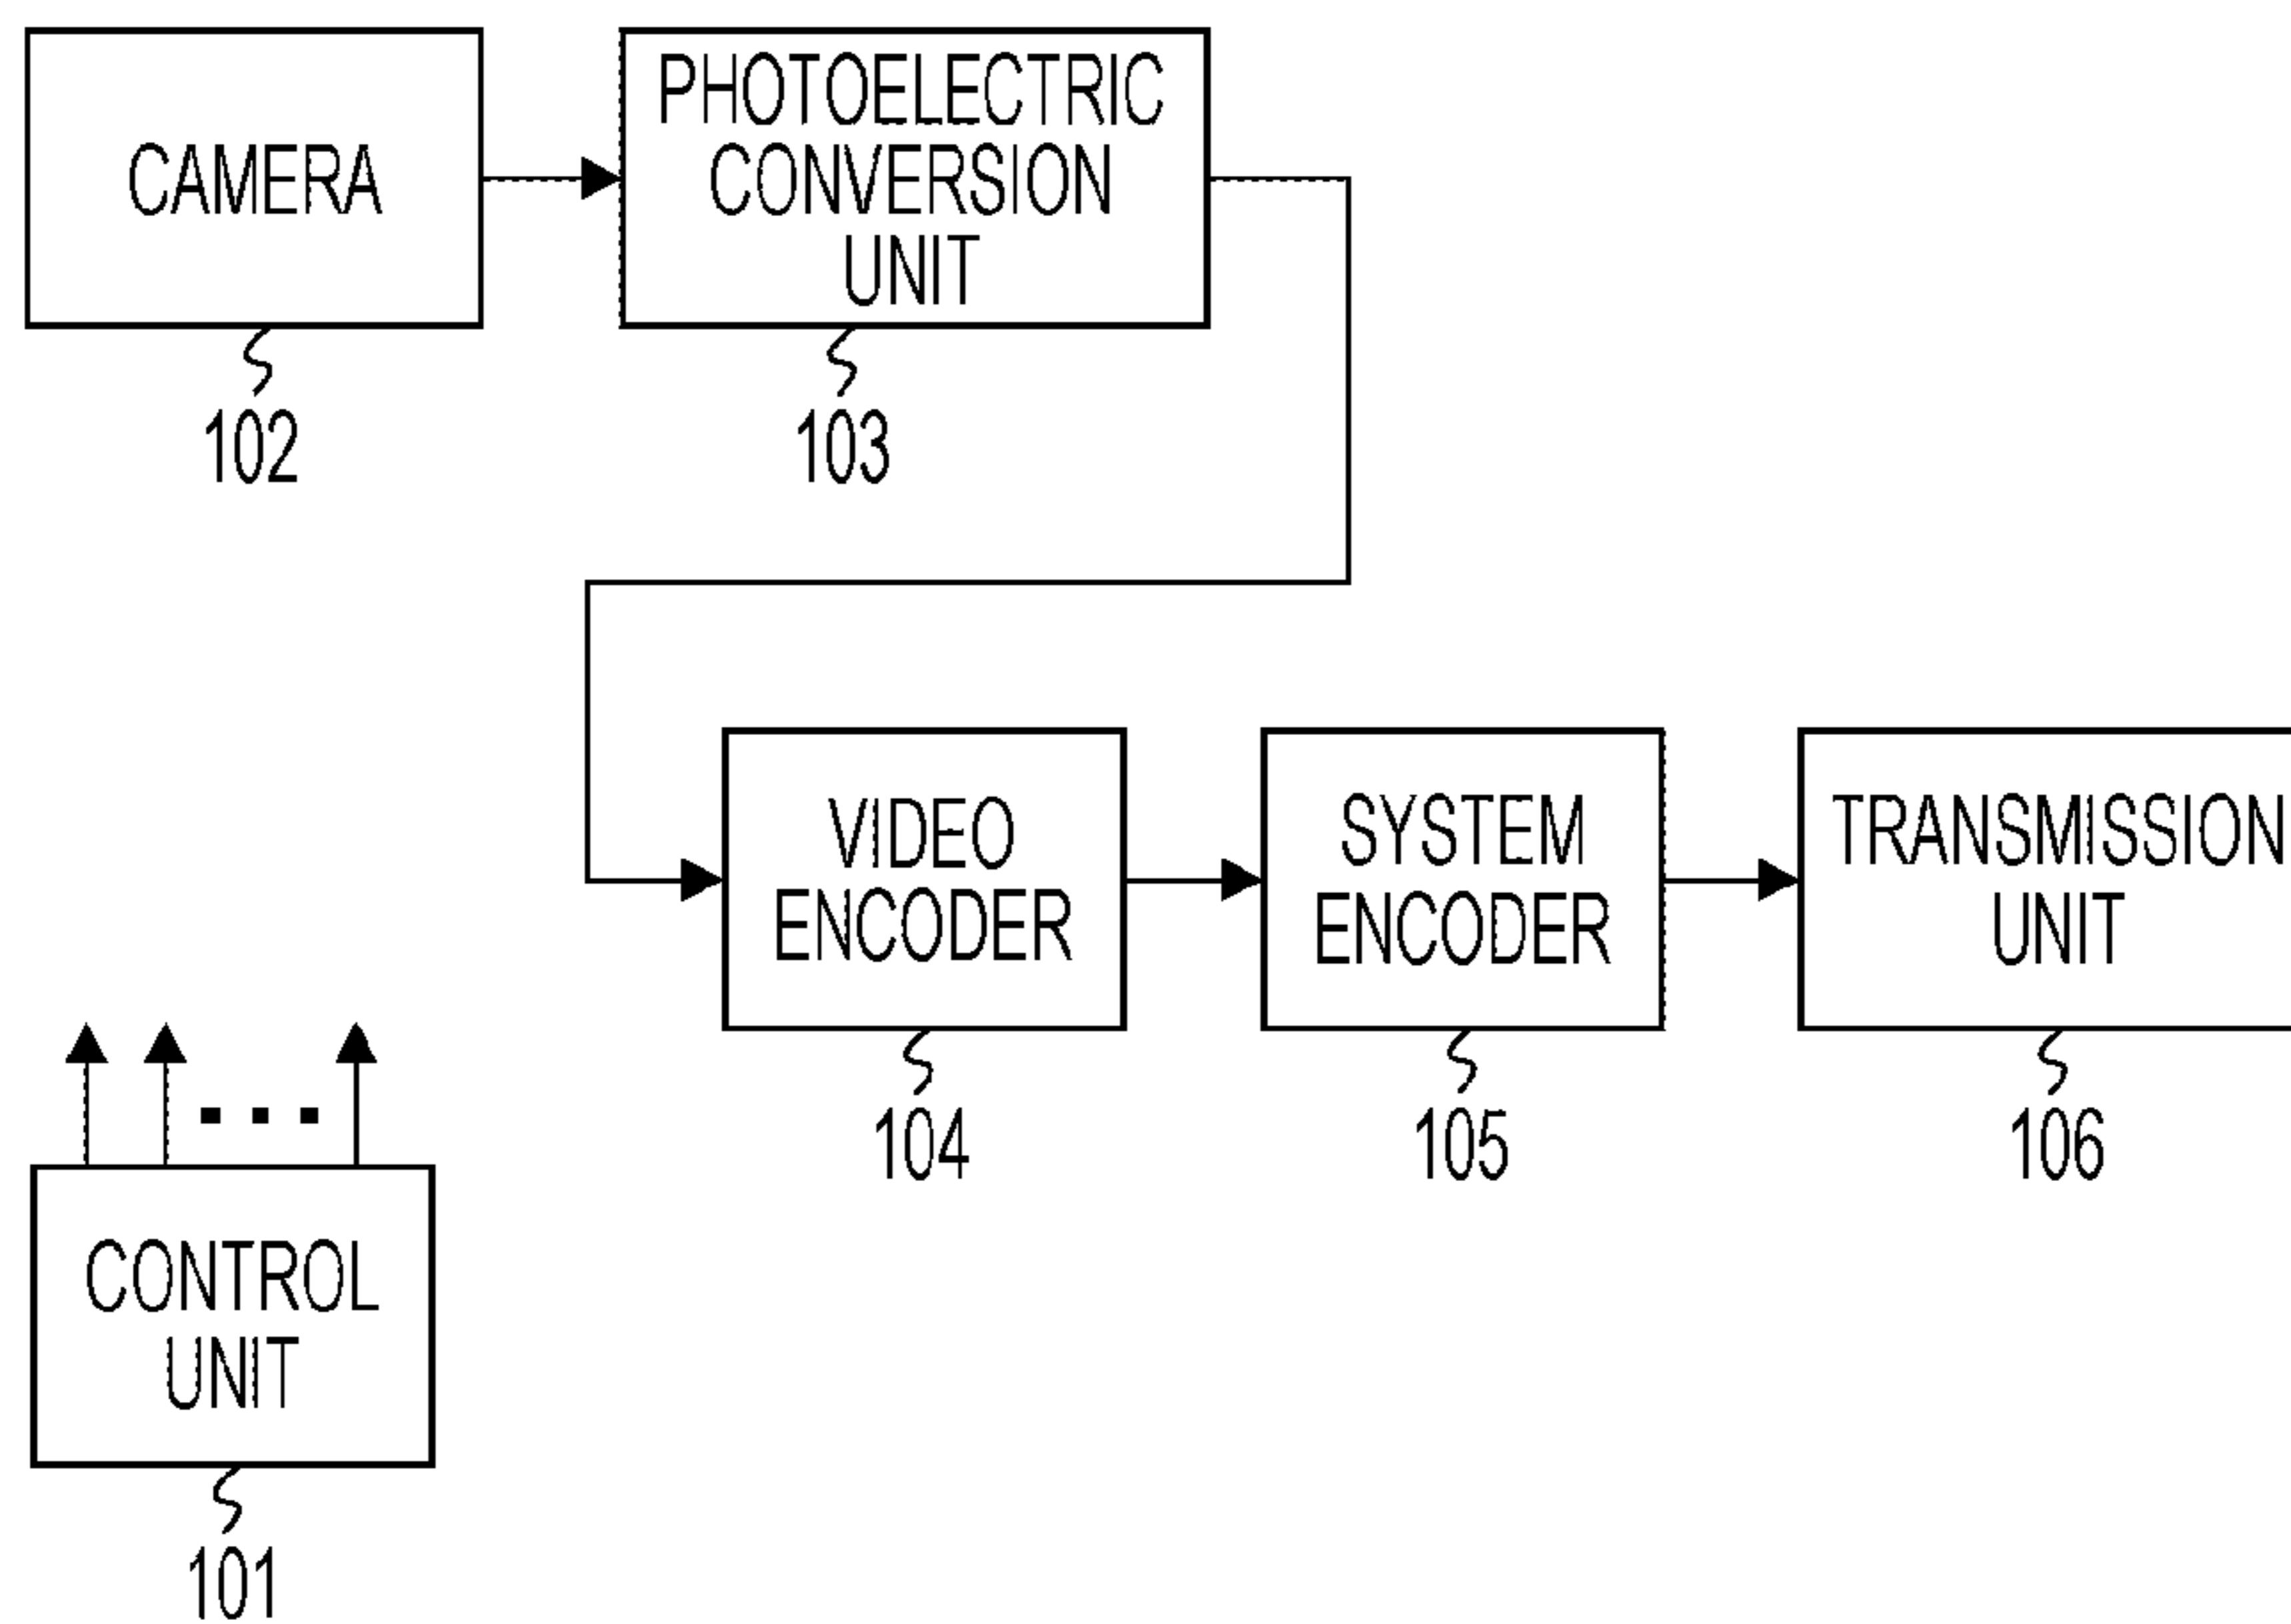 CAMERA
102
PHOTOELECTRIC
CONVERSION
UNIT
103
VIDEO
ENCODER
104
SYSTEM
ENCODER
105
TRANSMISSION
UNIT
106
CONTROL
UNIT
101